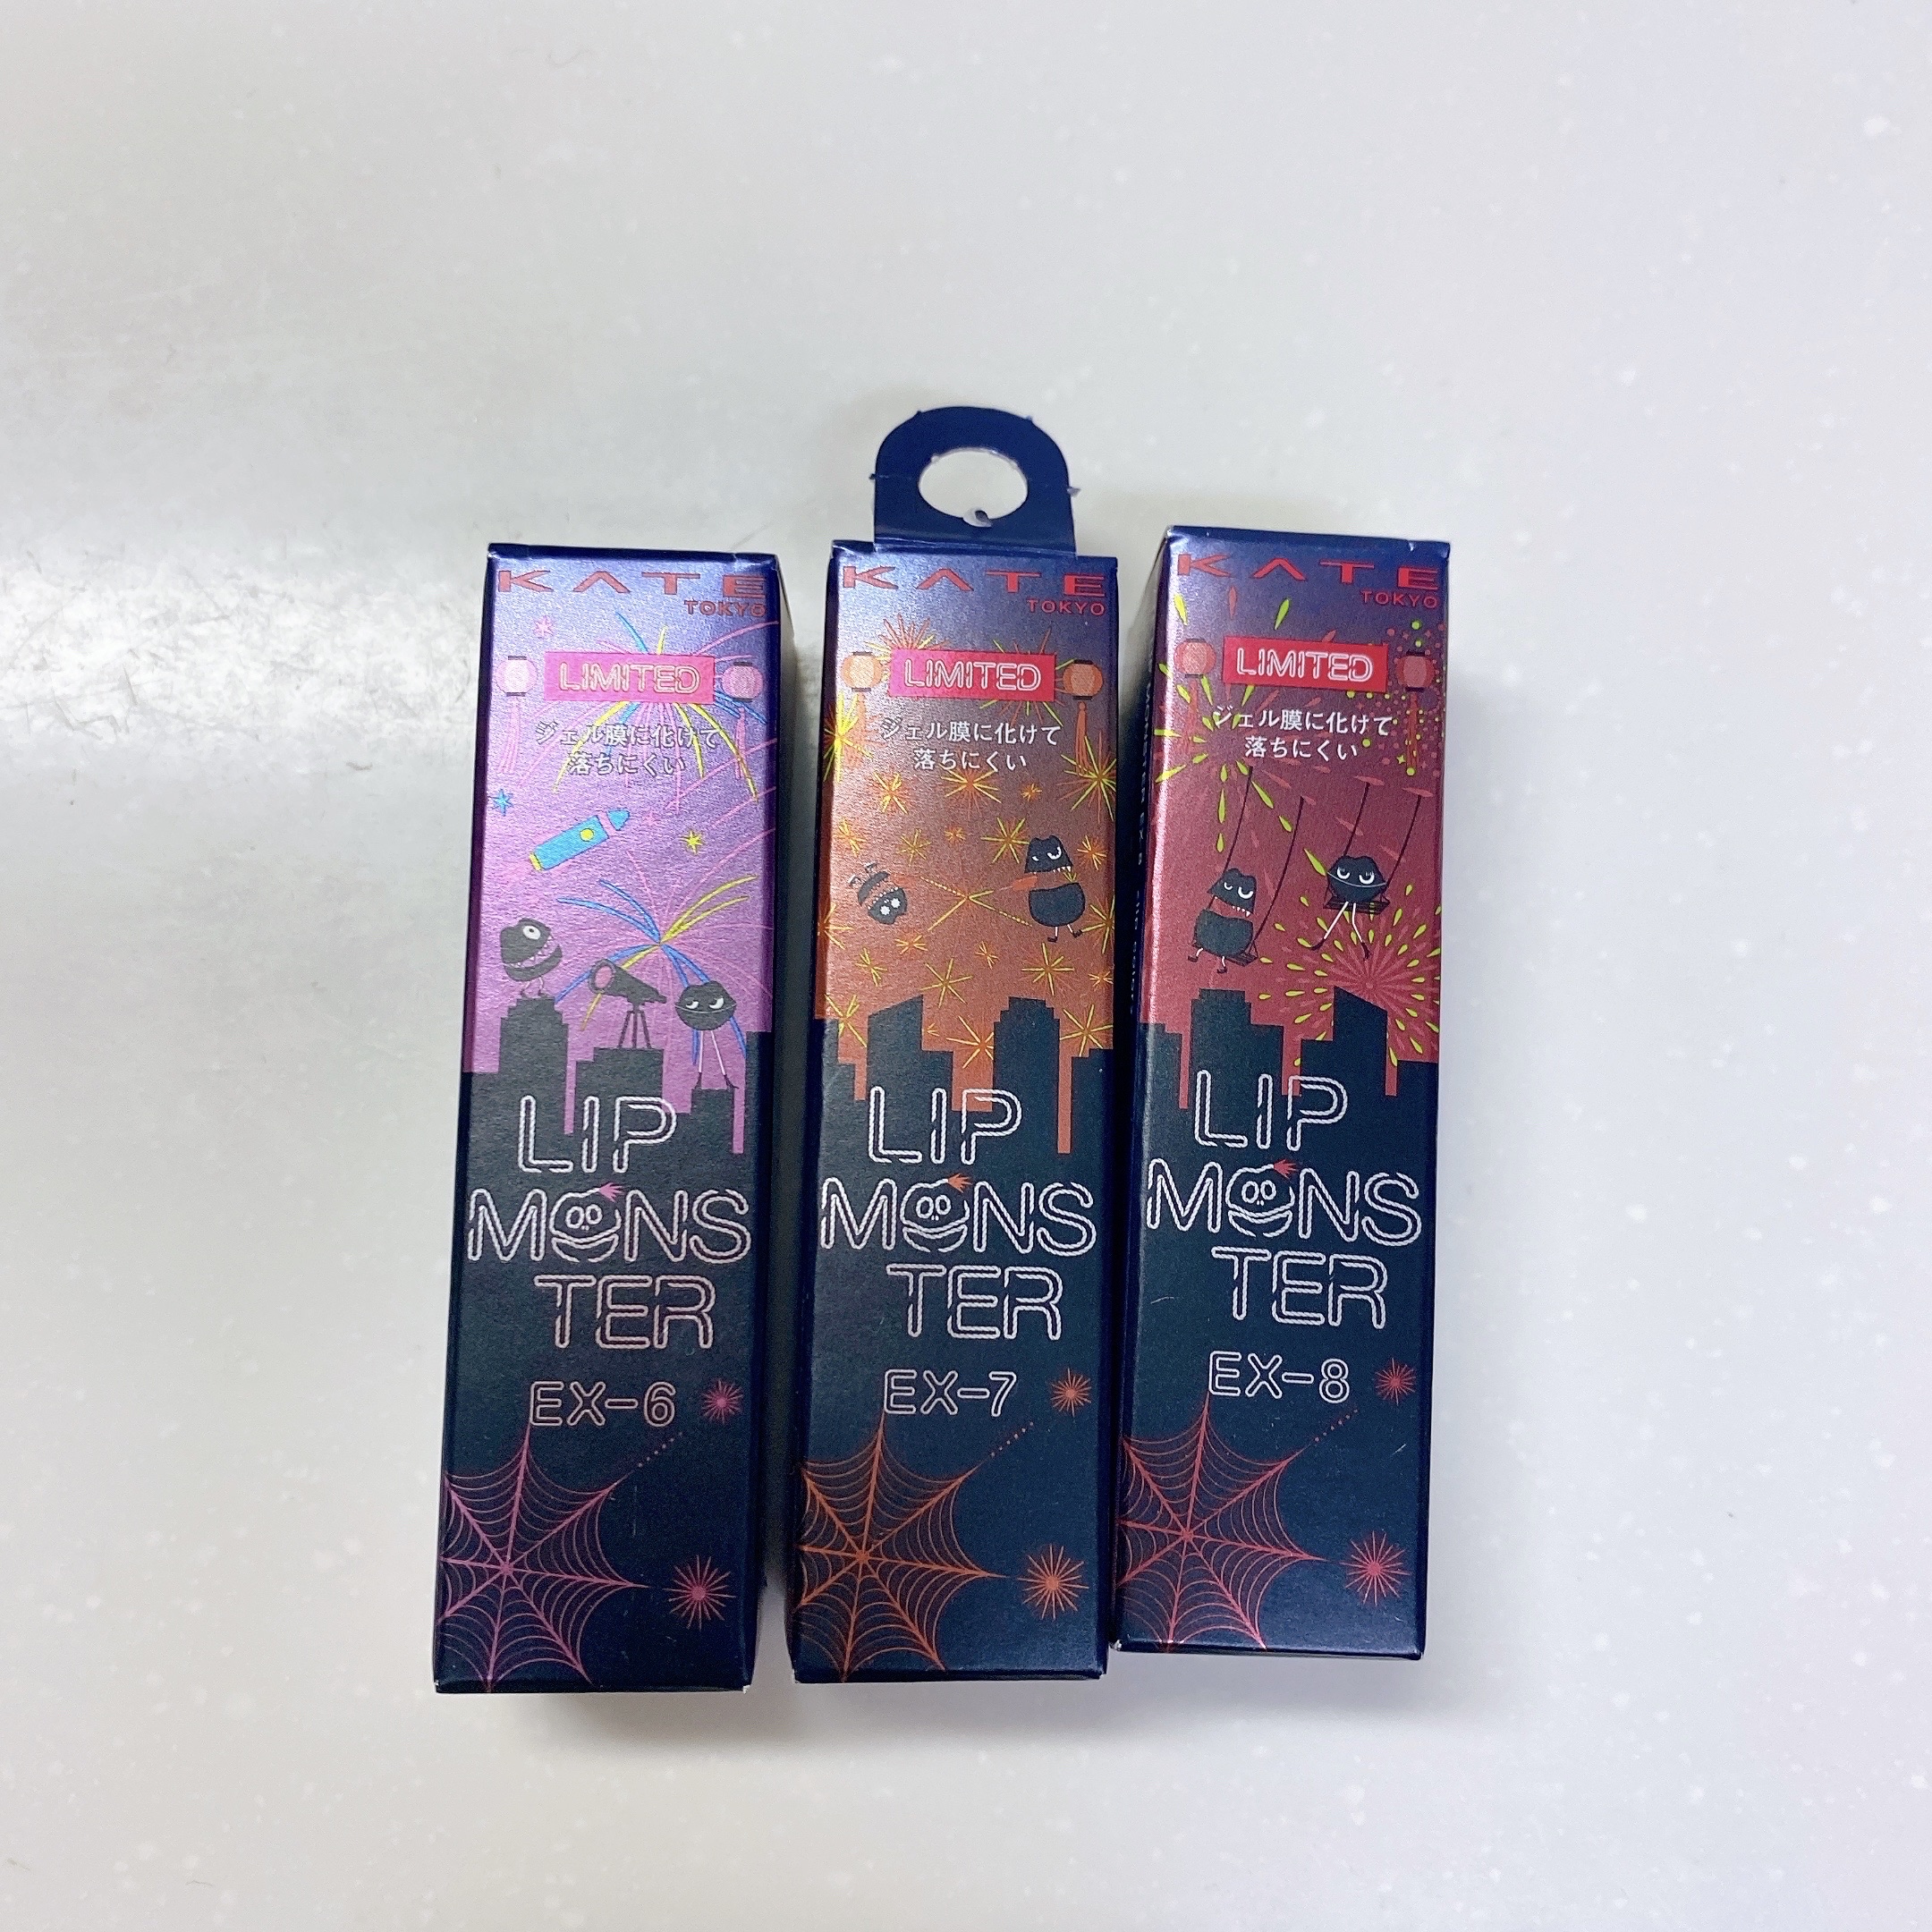 KATE
TOKYO
LIMITED
ジェル膜に化けて
落ちにくい
LIP
MONS
TER
EX-6
KATE
TOKYO
LIMITED
ジェル膜に化けて
落ちにくい
LIP
MONS
TER
EX-7
KATE
TOKYO
LIMITED
ジェル膜に化けて
落ちにくい
LIP
MONS
TER
EX-8